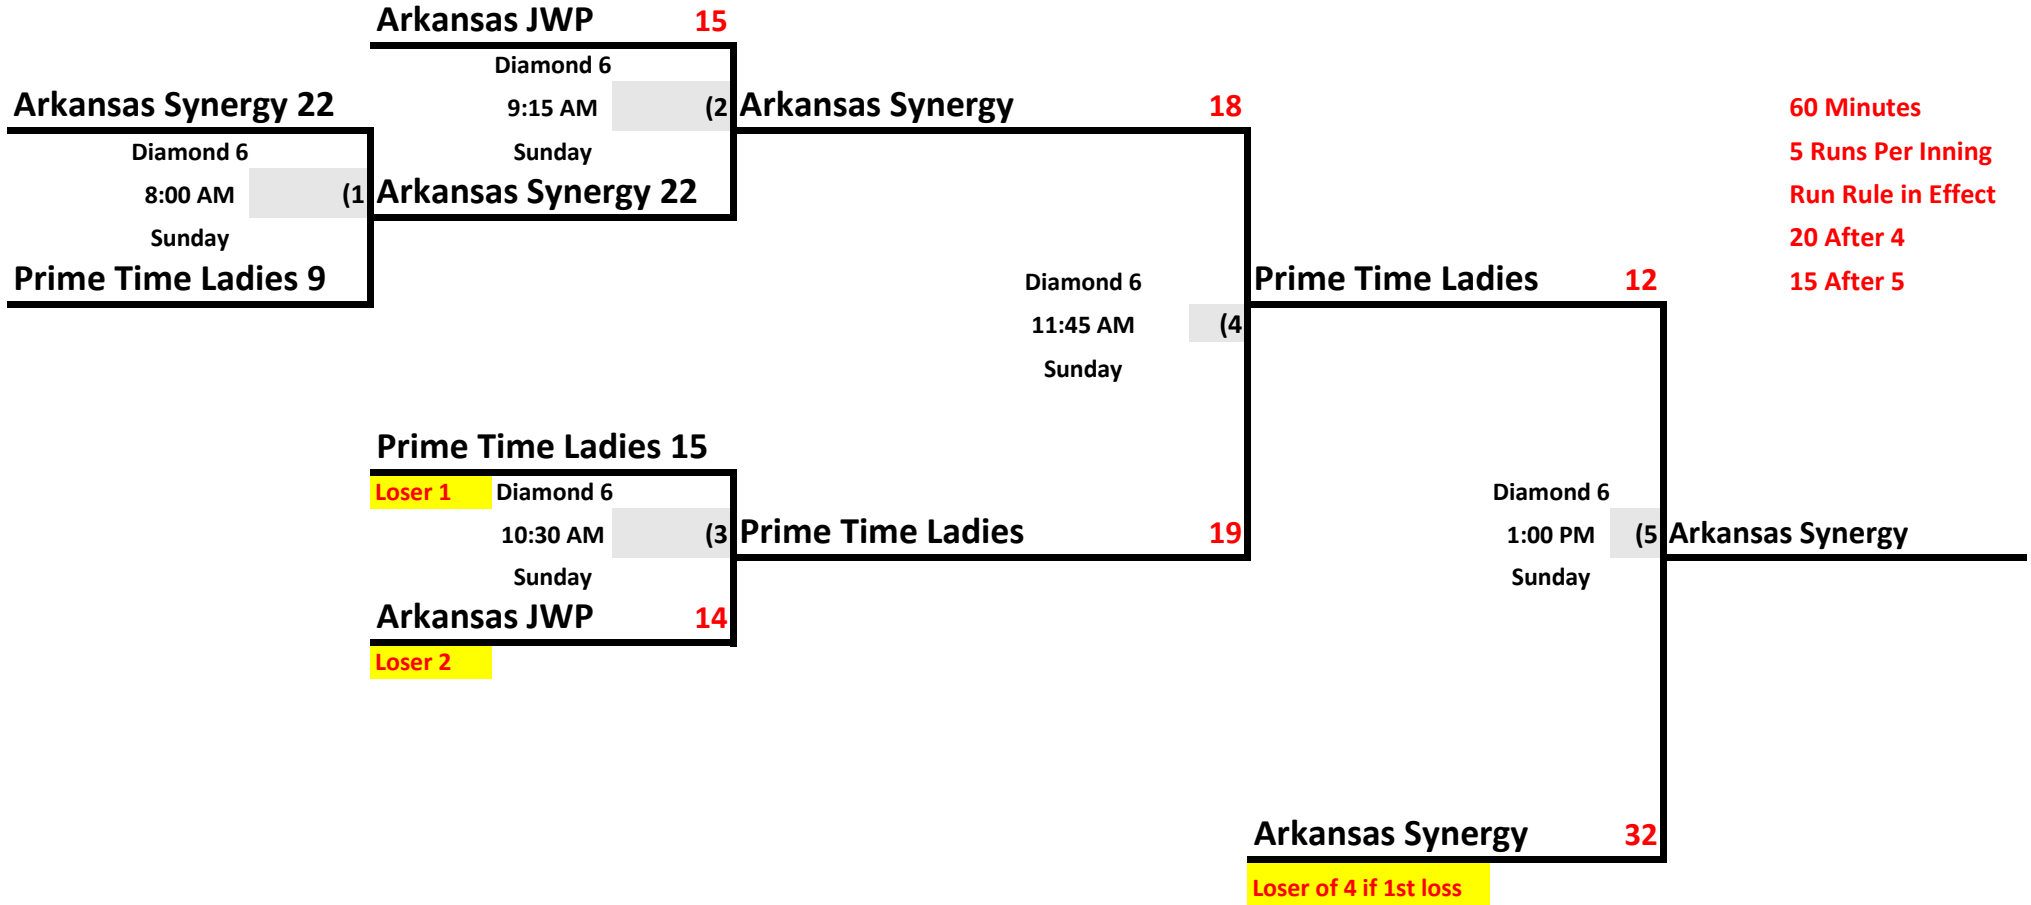 Arkansas JWP 15
Diamond 6
Arkansas Synergy 22 9:15 AM (2 Arkansas Synergy 18 60 Minutes
Diamond 6 Sunday 5 Runs Per Inning
8:00 AM (1 Arkansas Synergy 22 Run Rule in Effect
Sunday 20 After 4
Prime Time Ladies 9 Diamond 6 Prime Time Ladies 12 15 After 5
11:45 AM (4
Sunday
Prime Time Ladies 15
Loser 1 Diamond 6 Diamond 6
10:30 AM (3 Prime Time Ladies 19 1:00 PM (5 Arkansas Synergy
Sunday Sunday
Arkansas JWP 14
Loser 2
Arkansas Synergy 32
Loser of 4 if 1st loss